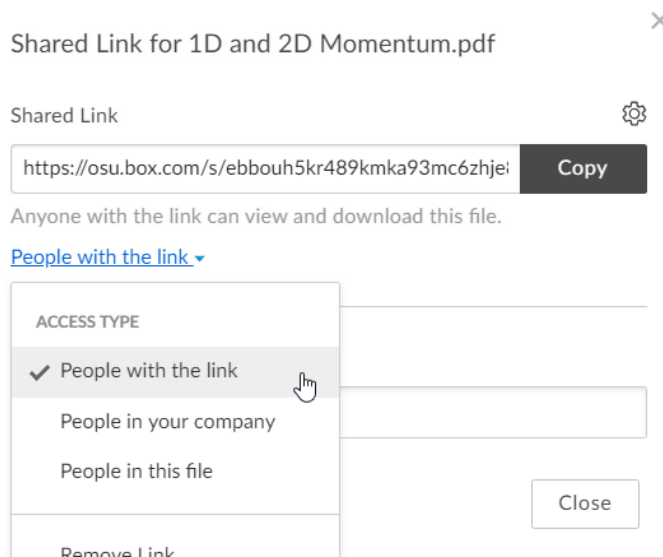 Shared Link for 1D and 2D Momentum.pdf
Shared Link
https://osu.box.com/s/ebbouh5kr489kmka93mc6zhje
Copy
Anyone with the link can view and download this file.
People with the link
ACCESS TYPE
People with the link
People in your company
People in this file
Close
Remove Link